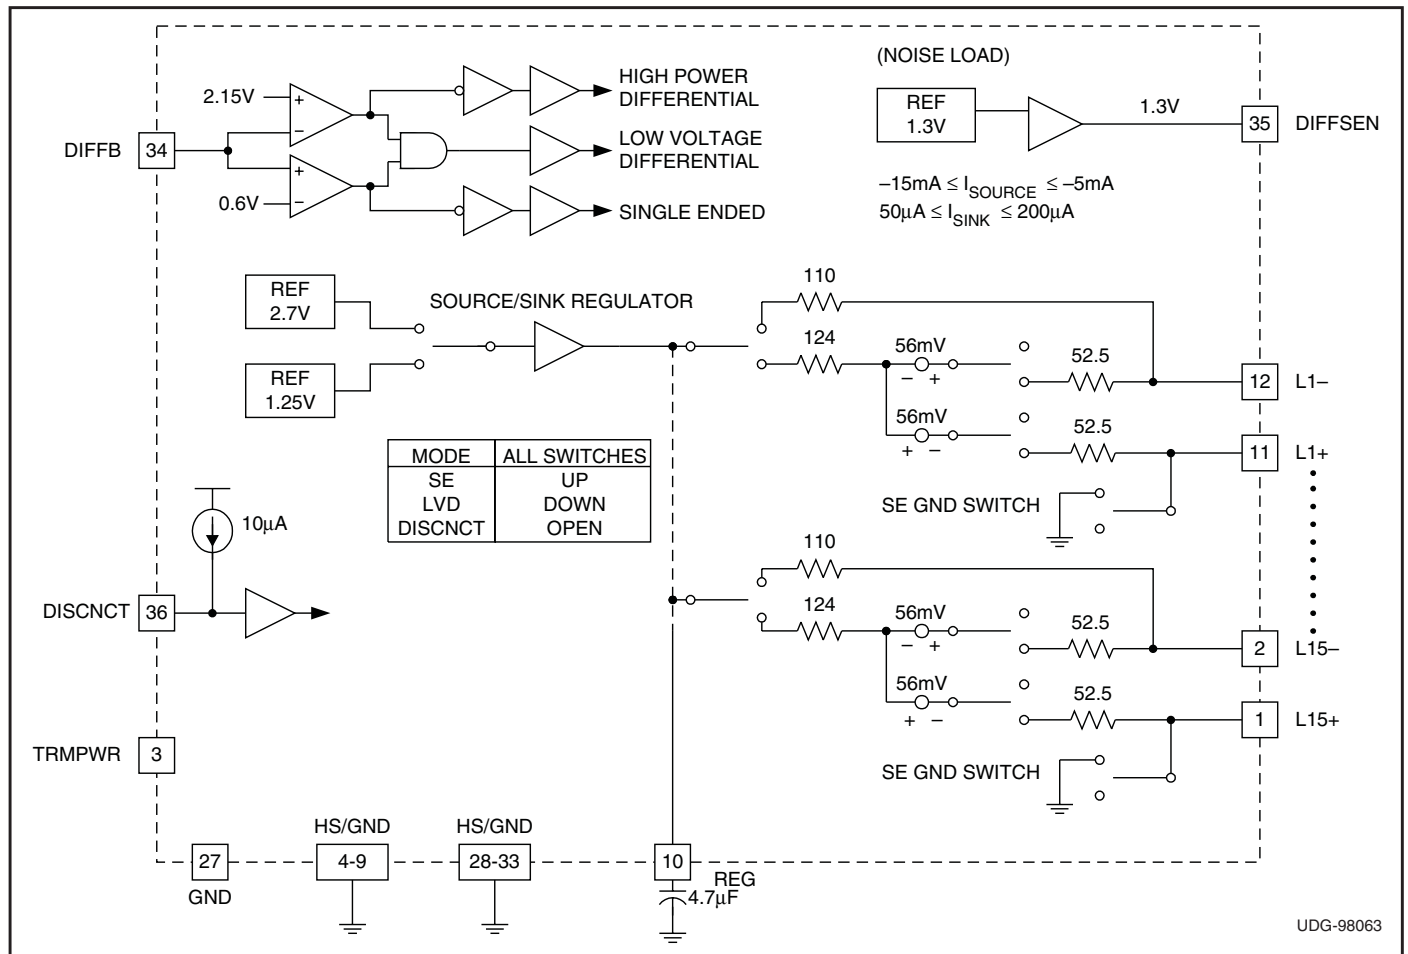 (NOISE LOAD)
HIGH POWER
DIFFERENTIAL
2.15V
+
–
REF
1.3V
1.3V
35
DIFFSEN
DIFFB
34
LOW VOLTAGE
DIFFERENTIAL
+
–
0.6V
SINGLE ENDED
–15mA ≤ I_SOURCE ≤ –5mA
50µA ≤ I_SINK ≤ 200µA
REF
2.7V
SOURCE/SINK REGULATOR
110
124
56mV
– +
52.5
12
L1–
REF
1.25V
56mV
+ –
52.5
11
L1+
MODE ALL SWITCHES
SE UP
LVD DOWN
DISCNCT OPEN
SE GND SWITCH
10µA
110
DISCNCT
36
124
56mV
– +
52.5
2
L15–
56mV
+ –
52.5
1
L15+
TRMPWR
3
SE GND SWITCH
HS/GND
HS/GND
27
4-9
28-33
10
GND
REG
4.7µF
UDG-98063